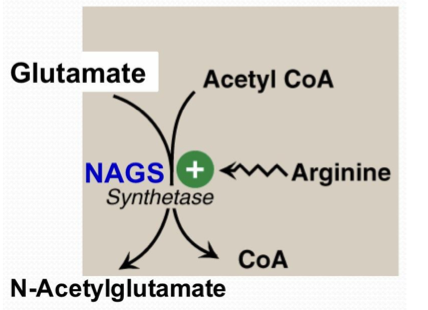 Glutamate
Acetyl CoA
NAGS + Arginine
Synthetase
CoA
N-Acetylglutamate